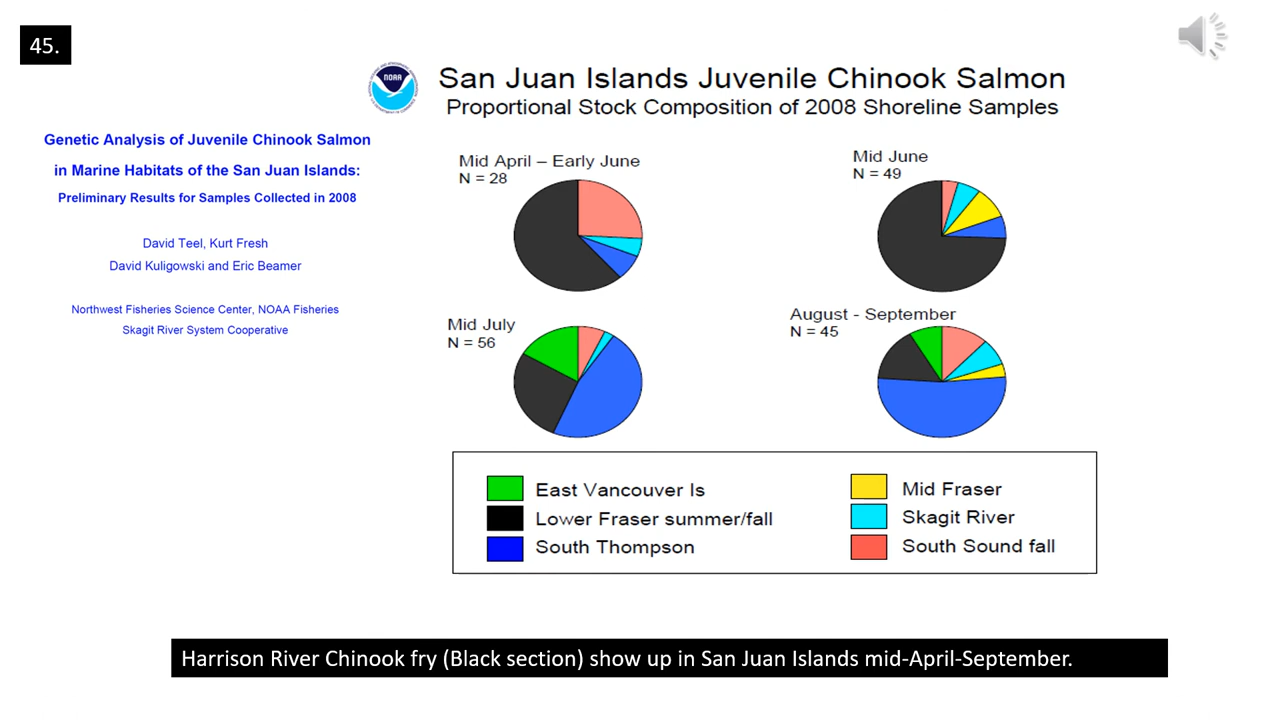 45.
NOAA
San Juan Islands Juvenile Chinook Salmon
Proportional Stock Composition of 2008 Shoreline Samples
Genetic Analysis of Juvenile Chinook Salmon
in Marine Habitats of the San Juan Islands:
Preliminary Results for Samples Collected in 2008
David Teel, Kurt Fresh
David Kuligowski and Eric Beamer
Northwest Fisheries Science Center, NOAA Fisheries
Skagit River System Cooperative
Mid April – Early June
N = 28
Mid June
N = 49
Mid July
N = 56
August - September
N = 45
East Vancouver Is
Lower Fraser summer/fall
South Thompson
Mid Fraser
Skagit River
South Sound fall
Harrison River Chinook fry (Black section) show up in San Juan Islands mid-April-September.